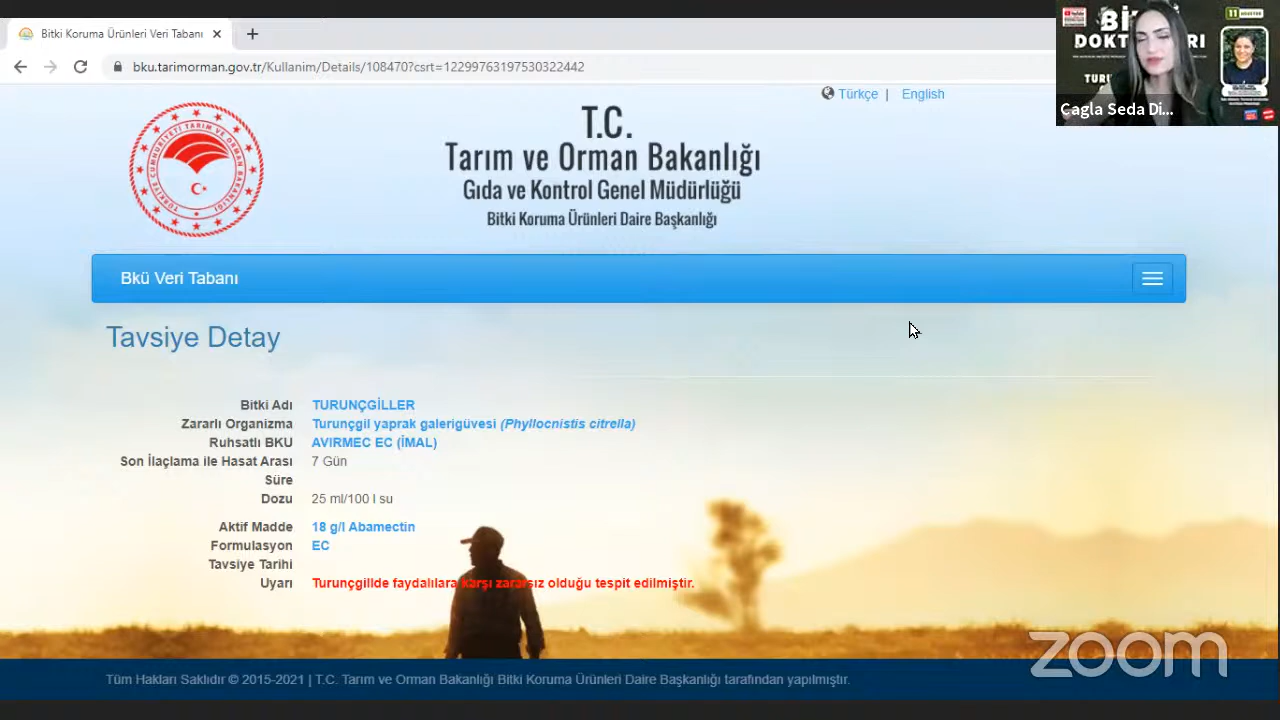 Bitki Koruma Ürünleri Veri Tabanı
bku.tarimorman.gov.tr/Kullanim/Details/108470?csrt=12299763197530322442
Türkçe | English
T.C.
Tarım ve Orman Bakanlığı
Gıda ve Kontrol Genel Müdürlüğü
Bitki Koruma Ürünleri Daire Başkanlığı
Bkü Veri Tabanı
Tavsiye Detay
Bitki Adı TURUNÇGİLLER
Zararlı Organizma Turunçgil yaprak galerigüvesi (Phyllocnistis citrella)
Ruhsatlı BKU AVIRMEC EC (İMAL)
Son İlaçlama ile Hasat Arası 7 Gün
Süre
Dozu 25 ml/100 l su
Aktif Madde 18 g/l Abamectin
Formulasyon EC
Tavsiye Tarihi
Uyarı Turunçgillde faydalılara karşı zararsız olduğu tespit edilmiştir.
Tüm Hakları Saklıdır © 2015-2021 | T.C. Tarım ve Orman Bakanlığı Bitki Koruma Ürünleri Daire Başkanlığı tarafından yapılmıştır.
zoom
Cagla Seda Di...
11